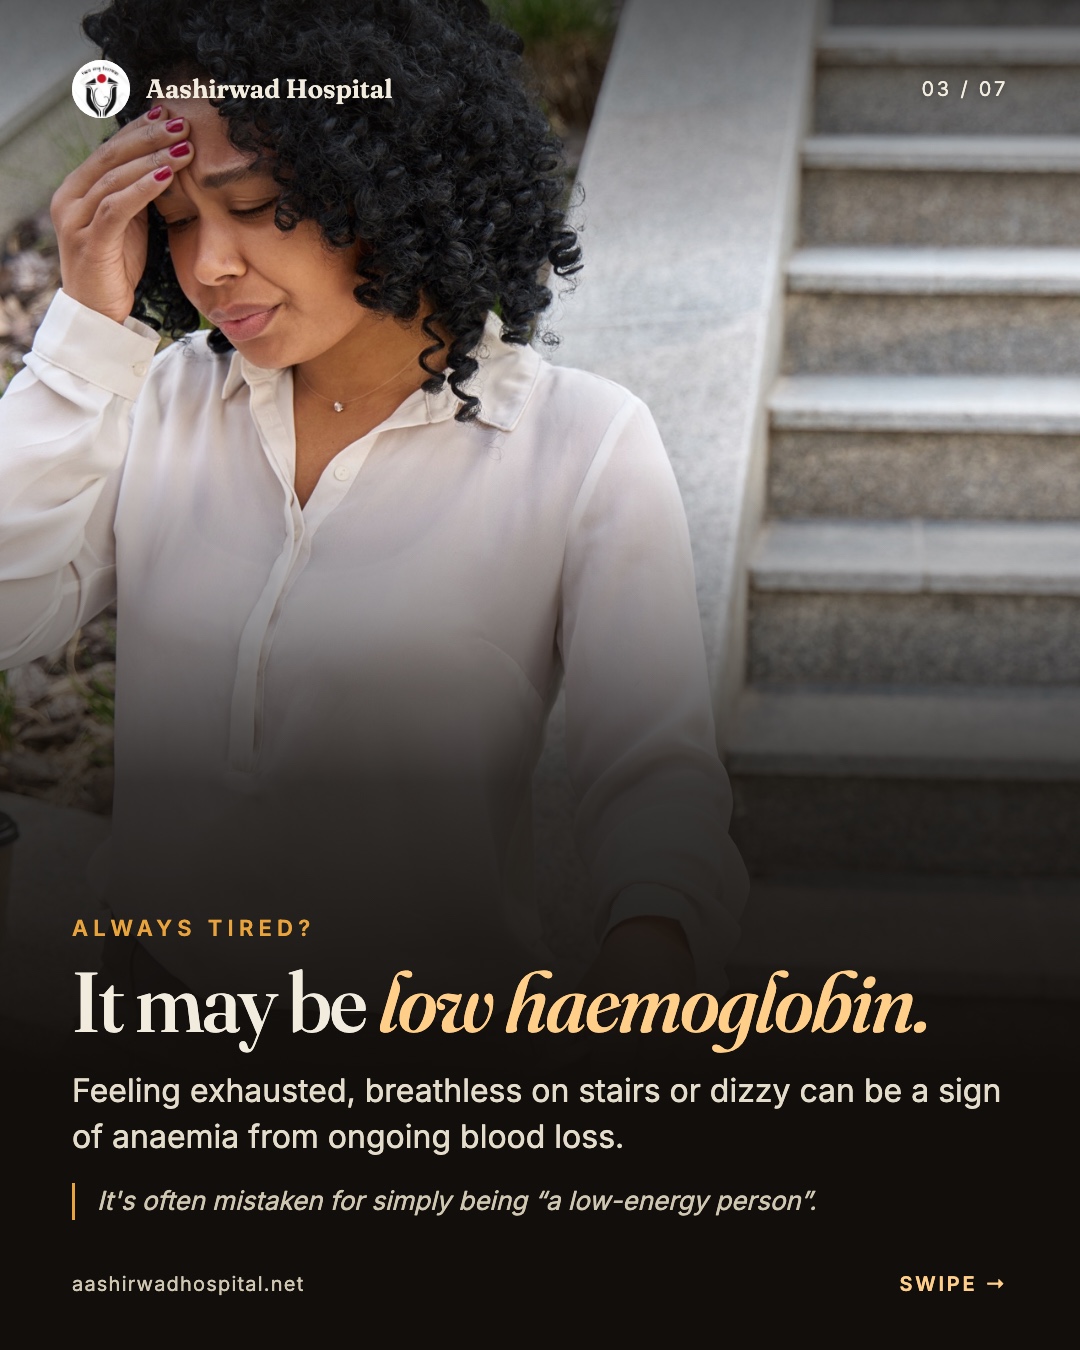 Aashirwad Hospital
03 / 07
ALWAYS TIRED?
It may be low haemoglobin.
Feeling exhausted, breathless on stairs or dizzy can be a sign
of anaemia from ongoing blood loss.
It's often mistaken for simply being “a low-energy person”.
aashirwadhospital.net
SWIPE →